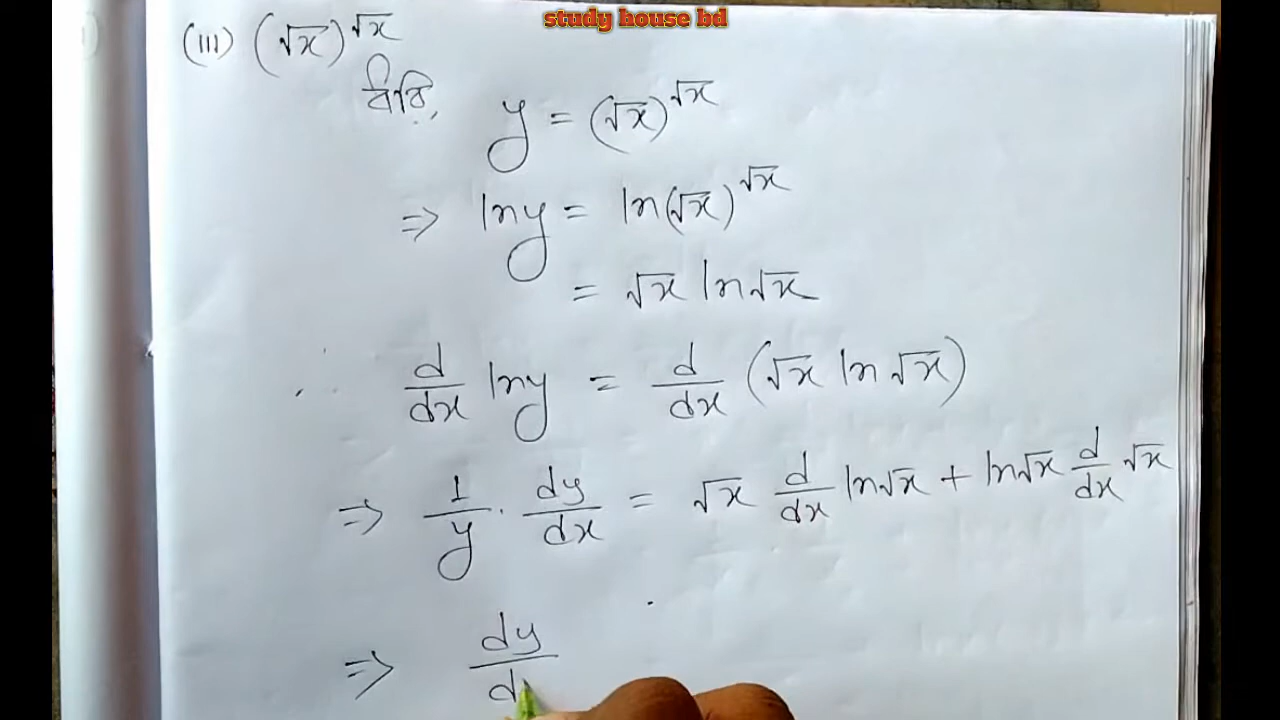 study house bd
(III) (√x)^√x
ধরি, y = (√x)^√x
⇒ lny = ln(√x)^√x
= √x ln√x
∴ d/dx lny = d/dx (√x ln √x)
⇒ 1/y · dy/dx = √x d/dx ln√x + ln√x d/dx √x
⇒ dy/d